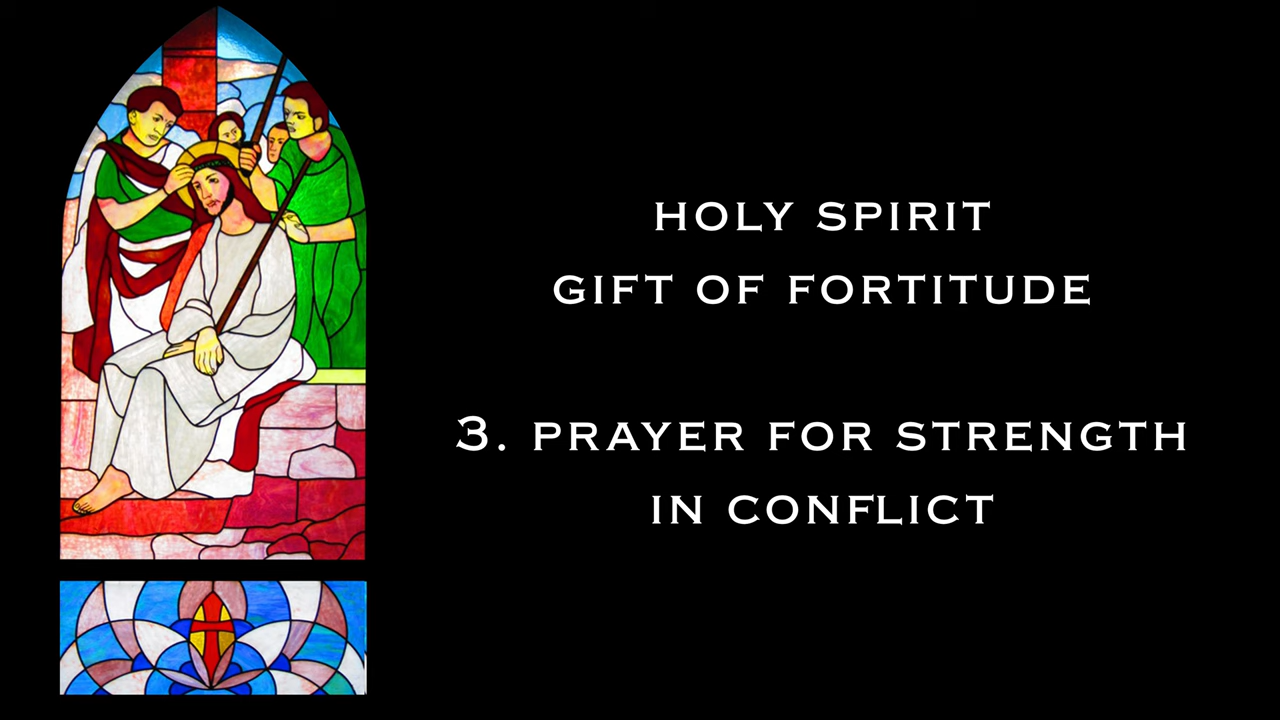 HOLY SPIRIT
GIFT OF FORTITUDE
3. PRAYER FOR STRENGTH
IN CONFLICT